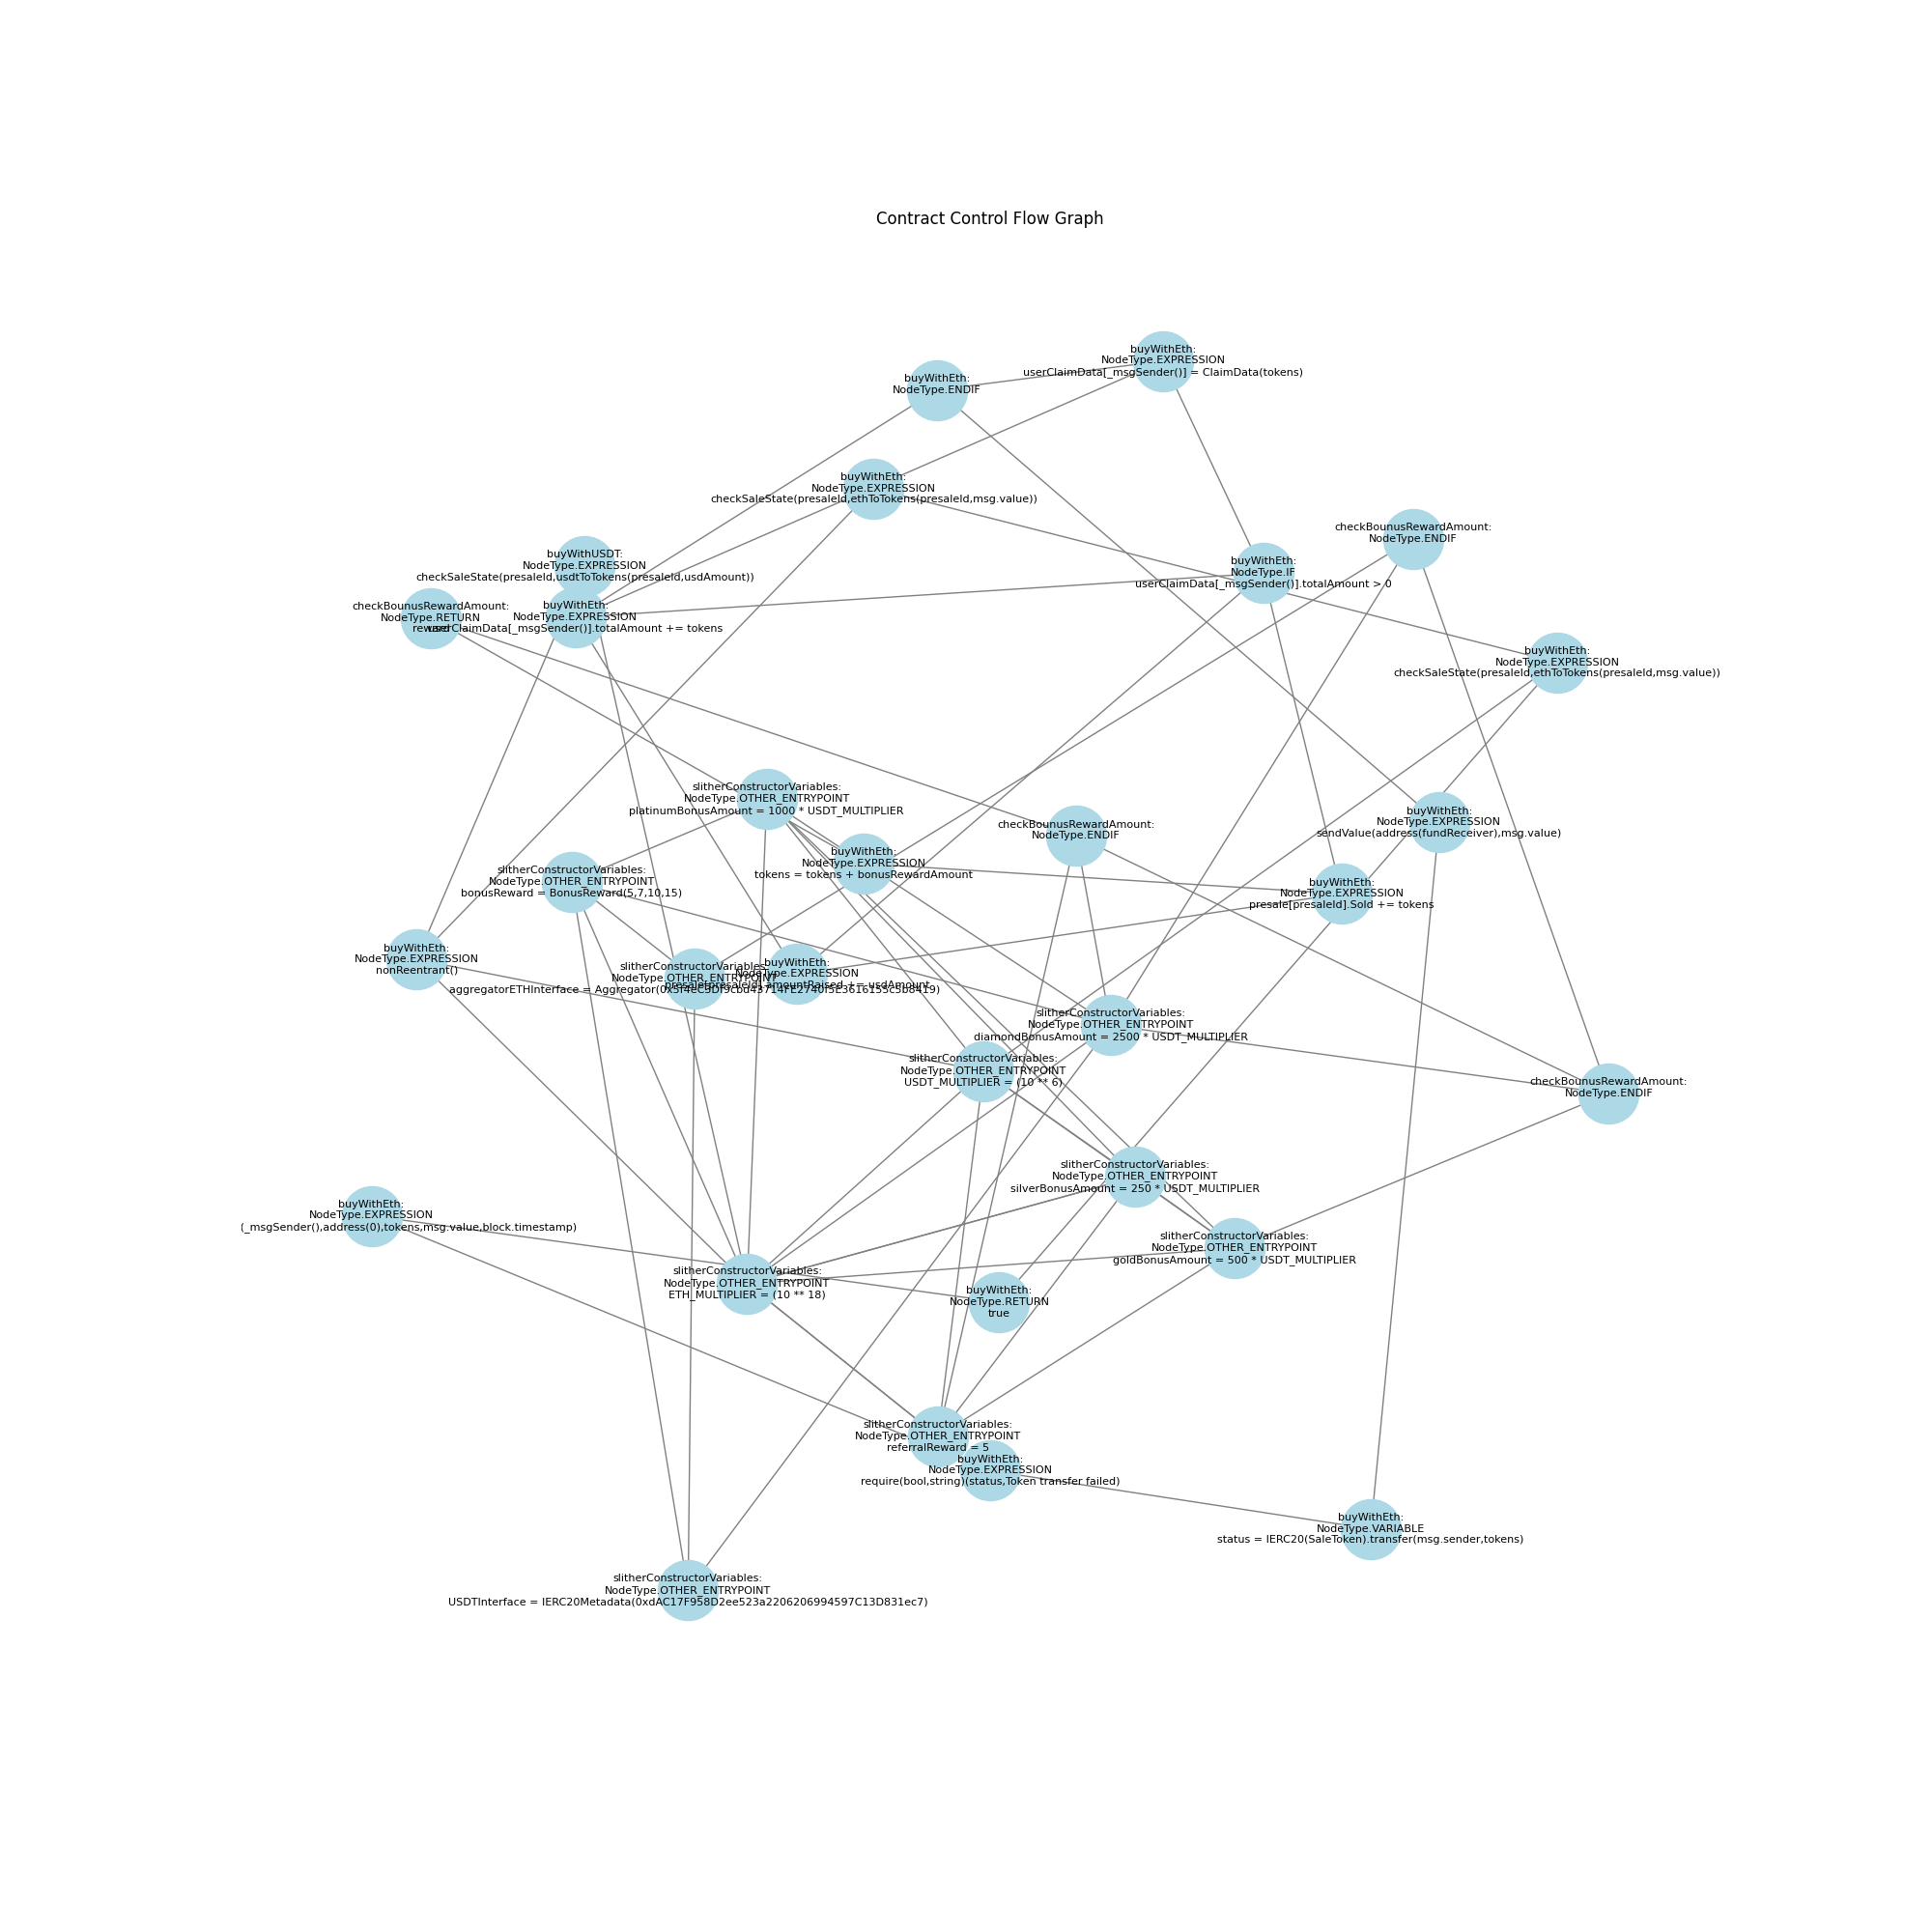 Contract Control Flow Graph
buyWithEth:
NodeType.EXPRESSION
userClaimData[_msgSender()] = ClaimData(tokens)
buyWithEth:
NodeType.ENDIF
buyWithEth:
NodeType.EXPRESSION
checkSaleState(presaleId,ethToTokens(presaleId,msg.value))
checkBounusRewardAmount:
NodeType.ENDIF
buyWithUSDT:
NodeType.EXPRESSION
checkSaleState(presaleId,usdtToTokens(presaleId,usdAmount))
buyWithEth:
NodeType.IF
userClaimData[_msgSender()].totalAmount > 0
checkBounusRewardAmount:
NodeType.RETURN
reward
buyWithEth:
NodeType.EXPRESSION
userClaimData[_msgSender()].totalAmount += tokens
buyWithEth:
NodeType.EXPRESSION
checkSaleState(presaleId,ethToTokens(presaleId,msg.value))
slitherConstructorVariables:
NodeType.OTHER_ENTRYPOINT
platinumBonusAmount = 1000 * USDT_MULTIPLIER
buyWithEth:
NodeType.EXPRESSION
sendValue(address(fundReceiver),msg.value)
checkBounusRewardAmount:
NodeType.ENDIF
buyWithEth:
NodeType.EXPRESSION
tokens = tokens + bonusRewardAmount
slitherConstructorVariables:
NodeType.OTHER_ENTRYPOINT
bonusReward = BonusReward(5,7,10,15)
buyWithEth:
NodeType.EXPRESSION
presale[presaleId].Sold += tokens
buyWithEth:
NodeType.EXPRESSION
nonReentrant()
slitherConstructorVariables:
NodeType.OTHER_ENTRYPOINT
aggregatorETHInterface =
buyWithEth:
NodeType.EXPRESSION
presale[presaleId].amountRaised += usdAmount
slitherConstructorVariables:
NodeType.OTHER_ENTRYPOINT
diamondBonusAmount = 2500 * USDT_MULTIPLIER
slitherConstructorVariables:
NodeType.OTHER_ENTRYPOINT
USDT_MULTIPLIER = (10 ** 6)
checkBounusRewardAmount:
NodeType.ENDIF
slitherConstructorVariables:
NodeType.OTHER_ENTRYPOINT
silverBonusAmount = 250 * USDT_MULTIPLIER
buyWithEth:
NodeType.EXPRESSION
(_msgSender(),address(0),tokens,msg.value,block.timestamp)
slitherConstructorVariables:
NodeType.OTHER_ENTRYPOINT
goldBonusAmount = 500 * USDT_MULTIPLIER
slitherConstructorVariables:
NodeType.OTHER_ENTRYPOINT
ETH_MULTIPLIER = (10 ** 18)
buyWithEth:
NodeType.RETURN
true
slitherConstructorVariables:
NodeType.OTHER_ENTRYPOINT
referralReward = 5
buyWithEth:
NodeType.EXPRESSION
require(bool,string)(status,Token transfer failed)
buyWithEth:
NodeType.VARIABLE
status = IERC20(SaleToken).transfer(msg.sender,tokens)
slitherConstructorVariables:
NodeType.OTHER_ENTRYPOINT
USDTInterface = IERC20Metadata(0xdAC17F958D2ee523a2206206994597C13D831ec7)